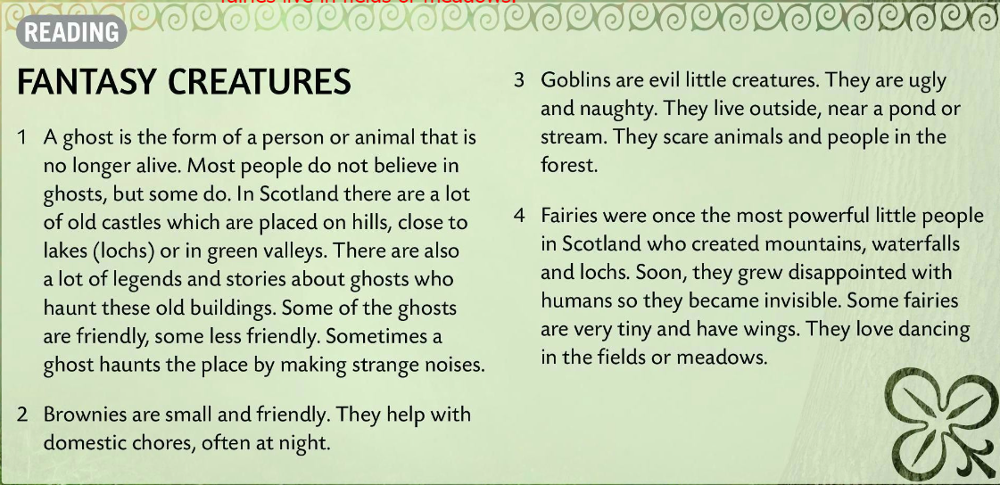 fairies live in fields or meadows.
READING
FANTASY CREATURES
1 A ghost is the form of a person or animal that is
no longer alive. Most people do not believe in
ghosts, but some do. In Scotland there are a lot
of old castles which are placed on hills, close to
lakes (lochs) or in green valleys. There are also
a lot of legends and stories about ghosts who
haunt these old buildings. Some of the ghosts
are friendly, some less friendly. Sometimes a
ghost haunts the place by making strange noises.
2 Brownies are small and friendly. They help with
domestic chores, often at night.
3 Goblins are evil little creatures. They are ugly
and naughty. They live outside, near a pond or
stream. They scare animals and people in the
forest.
4 Fairies were once the most powerful little people
in Scotland who created mountains, waterfalls
and lochs. Soon, they grew disappointed with
humans so they became invisible. Some fairies
are very tiny and have wings. They love dancing
in the fields or meadows.